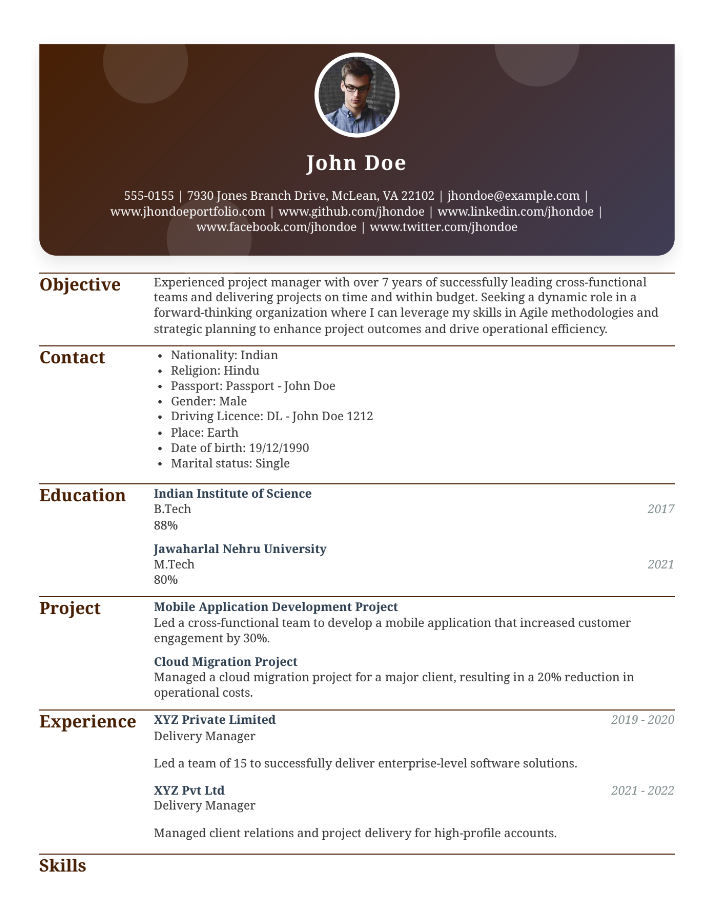 John Doe
555-0155 | 7930 Jones Branch Drive, McLean, VA 22102 | jhondoe@example.com |
www.jhondoeportfolio.com | www.github.com/jhondoe | www.linkedin.com/jhondoe |
www.facebook.com/jhondoe | www.twitter.com/jhondoe
Objective
Experienced project manager with over 7 years of successfully leading cross-functional
teams and delivering projects on time and within budget. Seeking a dynamic role in a
forward-thinking organization where I can leverage my skills in Agile methodologies and
strategic planning to enhance project outcomes and drive operational efficiency.
Contact
• Nationality: Indian
• Religion: Hindu
• Passport: Passport - John Doe
• Gender: Male
• Driving Licence: DL - John Doe 1212
• Place: Earth
• Date of birth: 19/12/1990
• Marital status: Single
Education
Indian Institute of Science
B.Tech 2017
88%
Jawaharlal Nehru University
M.Tech 2021
80%
Project
Mobile Application Development Project
Led a cross-functional team to develop a mobile application that increased customer
engagement by 30%.
Cloud Migration Project
Managed a cloud migration project for a major client, resulting in a 20% reduction in
operational costs.
Experience
XYZ Private Limited 2019 - 2020
Delivery Manager
Led a team of 15 to successfully deliver enterprise-level software solutions.
XYZ Pvt Ltd 2021 - 2022
Delivery Manager
Managed client relations and project delivery for high-profile accounts.
Skills